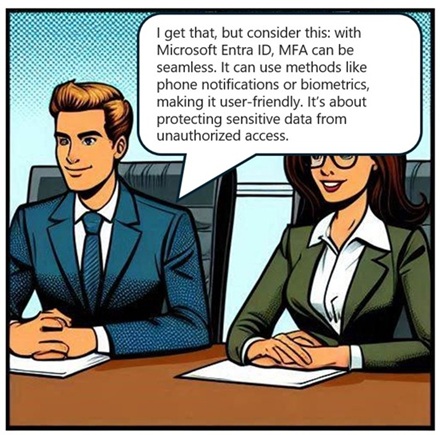 I get that, but consider this: with
Microsoft Entra ID, MFA can be
seamless. It can use methods like
phone notifications or biometrics,
making it user-friendly. It's about
protecting sensitive data from
unauthorized access.